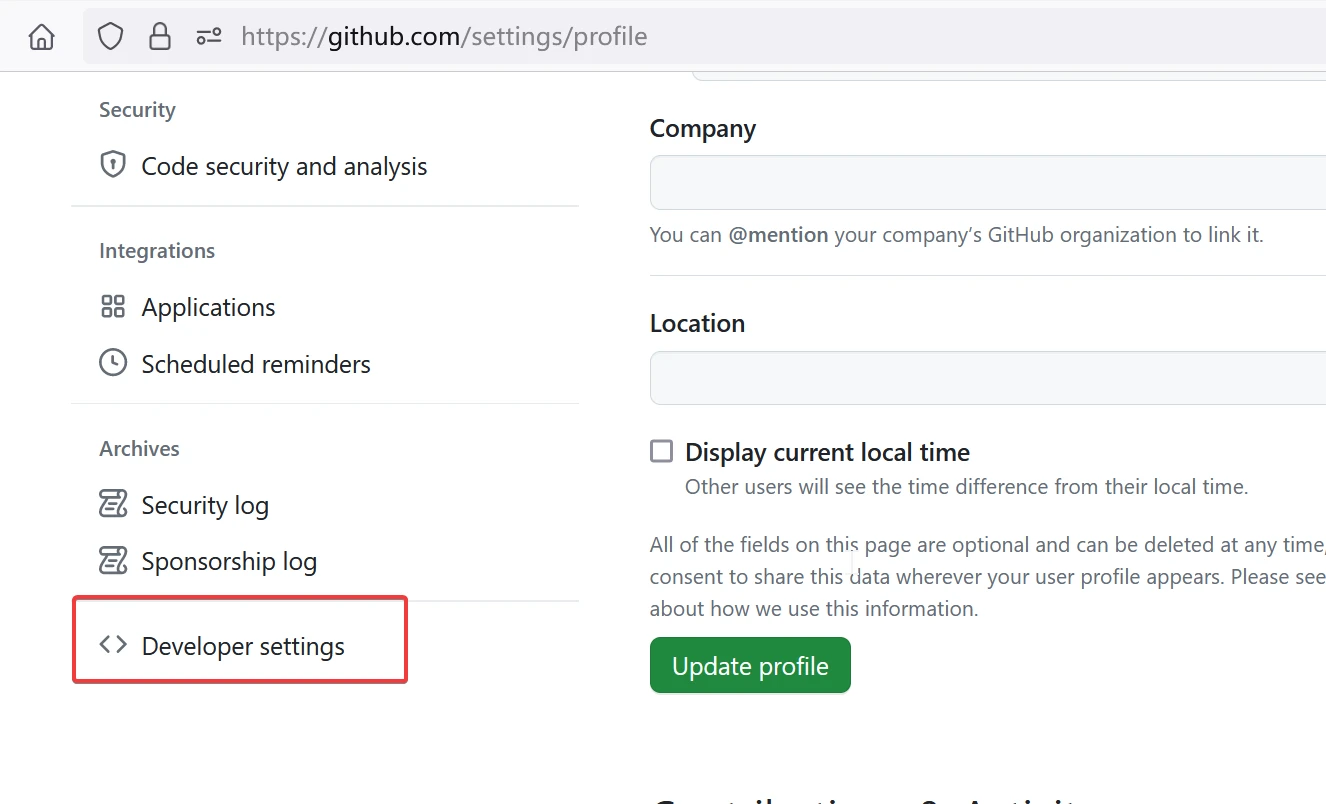 https://github.com/settings/profile
Security
Code security and analysis
Integrations
Applications
Scheduled reminders
Archives
Security log
Sponsorship log
Developer settings
Company
You can @mention your company’s GitHub organization to link it.
Location
Display current local time
Other users will see the time difference from their local time.
All of the fields on this page are optional and can be deleted at any time,
consent to share this data wherever your user profile appears. Please see
about how we use this information.
Update profile